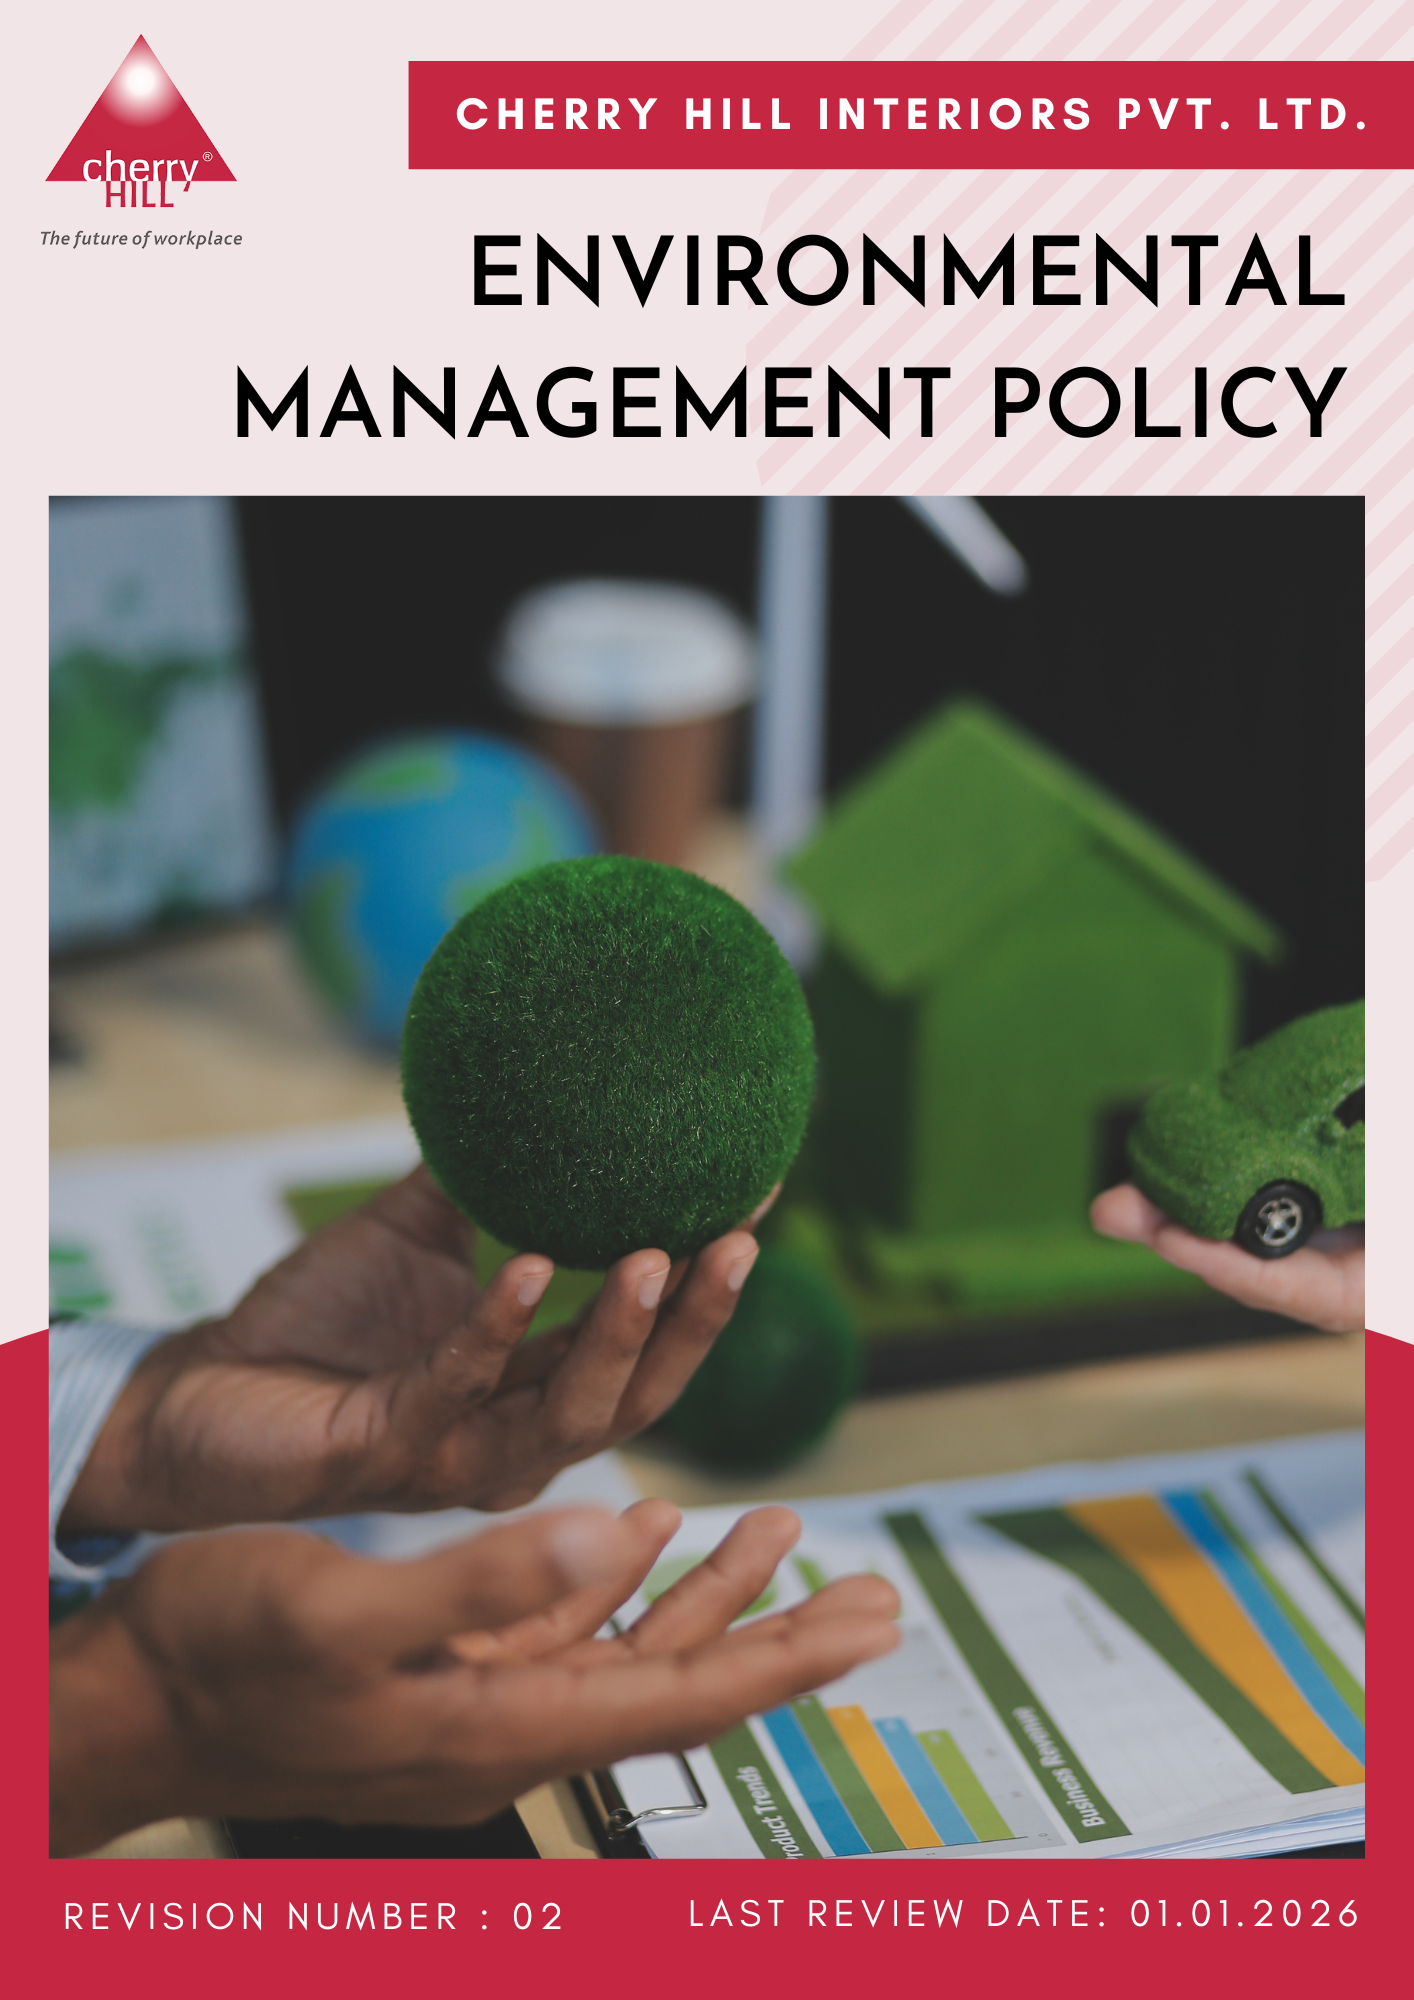 cherry®
HILL
The future of workplace
CHERRY HILL INTERIORS PVT. LTD.
ENVIRONMENTAL
MANAGEMENT POLICY
Trends
Business Revenue
REVISION NUMBER : 02
LAST REVIEW DATE: 01.01.2026